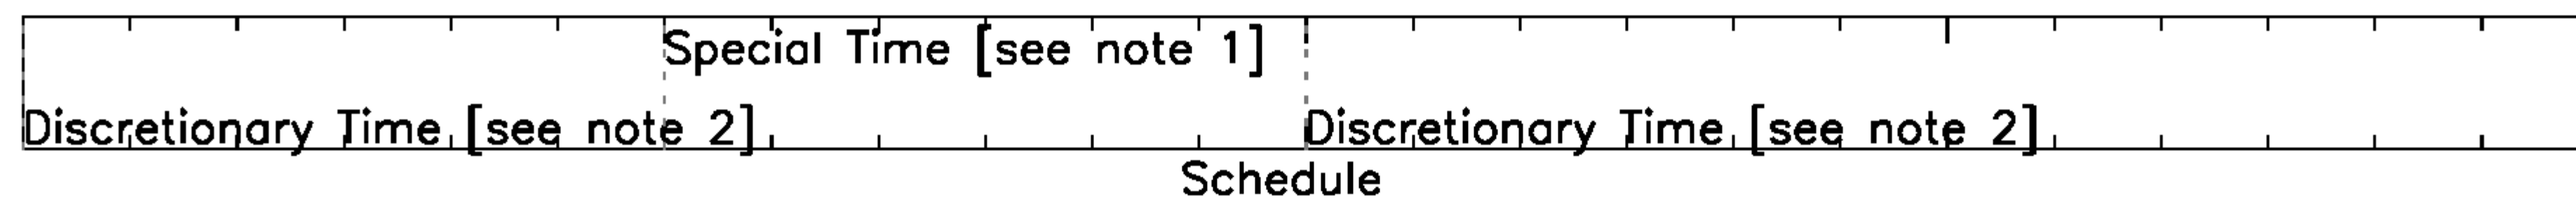 Special Time [see note 1]
Discretionary Time [see note 2] Discretionary Time [see note 2]
Schedule